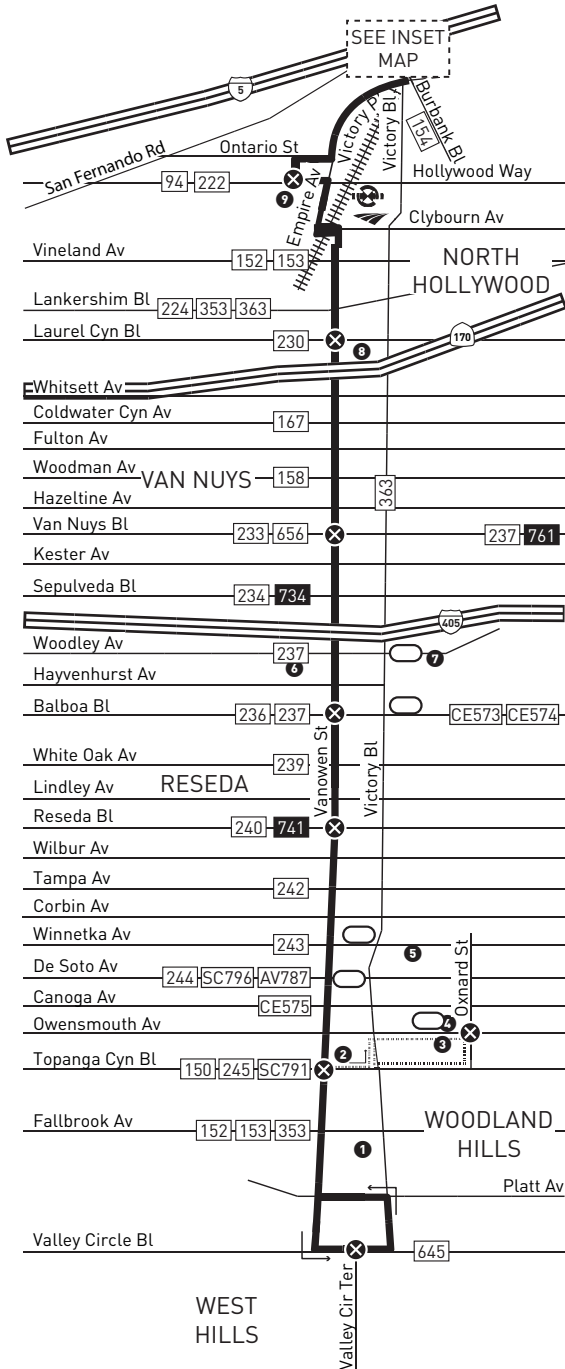 SEE INSET
MAP
5
Burbank Bl
154
Victory Pl
Victory Bl
Ontario St
San Fernando Rd
94 222
Hollywood Way
9
Empire Av
Clybourn Av
Vineland Av
152 153
NORTH
HOLLYWOOD
Lankershim Bl
224 353 363
Laurel Cyn Bl
230
8
170
Whitsett Av
Coldwater Cyn Av
167
Fulton Av
Woodman Av
VAN NUYS
158
363
Hazeltine Av
Van Nuys Bl
233 656
237 761
Kester Av
Sepulveda Bl
234 734
405
Woodley Av
237
7
6
Hayvenhurst Av
Balboa Bl
236 237
CE573 CE574
Vanowen St
Victory Bl
White Oak Av
239
RESEDA
Lindley Av
Reseda Bl
240 741
Wilbur Av
Tampa Av
242
Corbin Av
Winnetka Av
243
5
De Soto Av
244 SC796 AV787
Oxnard St
Canoga Av
CE575
Owensmouth Av
4
3
2
Topanga Cyn Bl
150 245 SC791
Fallbrook Av
152 153 353
WOODLAND
HILLS
1
Platt Av
Valley Circle Bl
645
Valley Cir Ter
WEST
HILLS